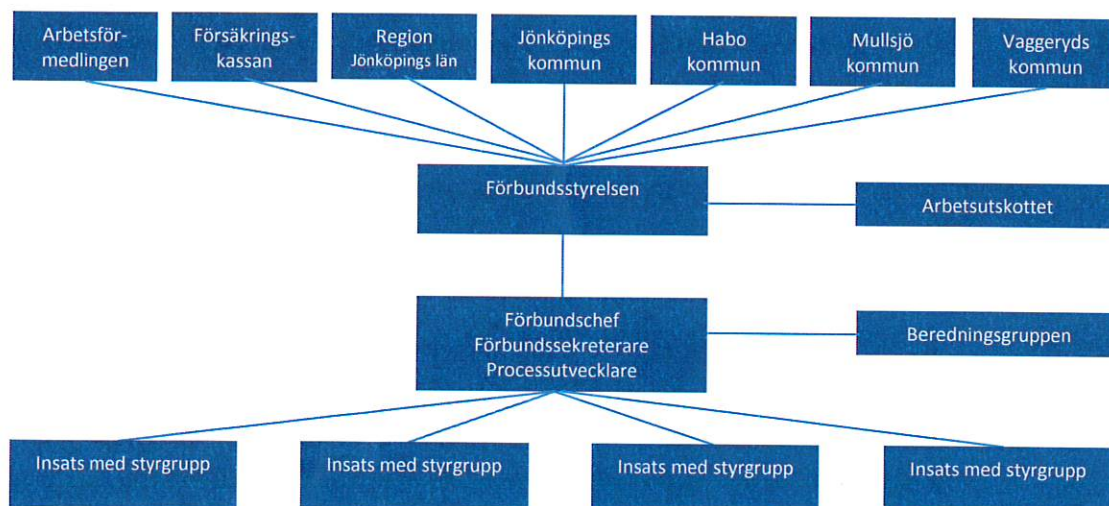 Arbetsför-
medlingen
Försäkrings-
kassan
Region
Jönköpings län
Jönköpings
kommun
Habo
kommun
Mullsjö
kommun
Vaggeryds
kommun
Förbundsstyrelsen
Arbetsutskottet
Förbundschef
Förbundssekreterare
Processutvecklare
Beredningsgruppen
Insats med styrgrupp
Insats med styrgrupp
Insats med styrgrupp
Insats med styrgrupp